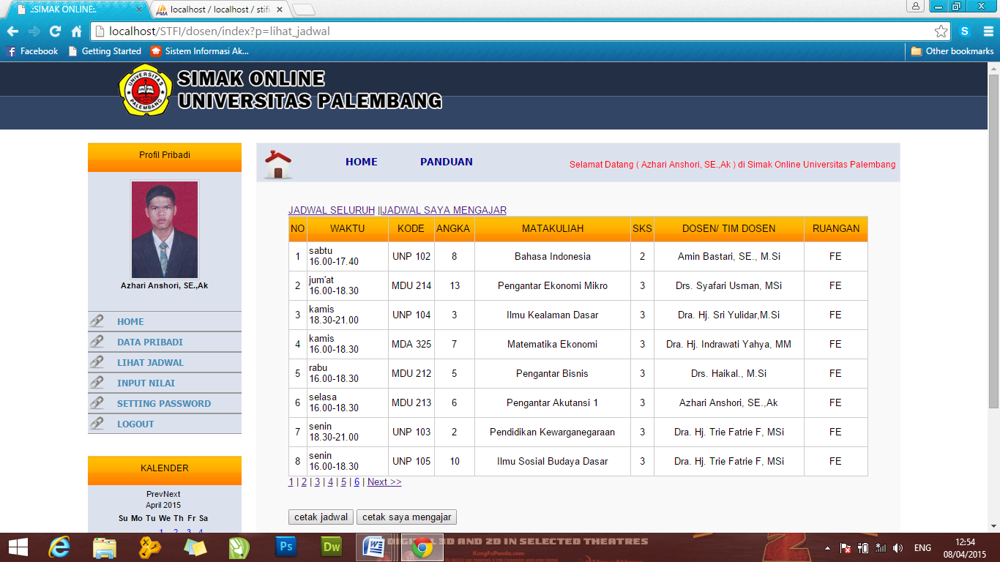 .:SIMAK ONLINE:.
localhost / localhost / stifi
localhost/STFI/dosen/index?p=lihat_jadwal
Facebook Getting Started Sistem Informasi Ak... Other bookmarks
UNIVERSITAS
PALEMBANG
SIMAK ONLINE
UNIVERSITAS PALEMBANG
Profil Pribadi
Azhari Anshori, SE.,Ak
HOME
DATA PRIBADI
LIHAT JADWAL
INPUT NILAI
SETTING PASSWORD
LOGOUT
KALENDER
PrevNext
April 2015
Su Mo Tu We Th Fr Sa
1 2 3 4
HOME PANDUAN Selamat Datang ( Azhari Anshori, SE.,Ak ) di Simak Online Universitas Palembang
JADWAL SELURUH ||JADWAL SAYA MENGAJAR
NO WAKTU KODE ANGKA MATAKULIAH SKS DOSEN/ TIM DOSEN RUANGAN
1 sabtu 16.00-17.40 UNP 102 8 Bahasa Indonesia 2 Amin Bastari, SE., M.Si FE
2 jum'at 16.00-18.30 MDU 214 13 Pengantar Ekonomi Mikro 3 Drs. Syafari Usman, MSi FE
3 kamis 18.30-21.00 UNP 104 3 Ilmu Kealaman Dasar 3 Dra. Hj. Sri Yulidar,M.Si FE
4 kamis 16.00-18.30 MDA 325 7 Matematika Ekonomi 3 Dra. Hj. Indrawati Yahya, MM FE
5 rabu 16.00-18.30 MDU 212 5 Pengantar Bisnis 3 Drs. Haikal., M.Si FE
6 selasa 16.00-18.30 MDU 213 6 Pengantar Akutansi 1 3 Azhari Anshori, SE.,Ak FE
7 senin 18.30-21.00 UNP 103 2 Pendidikan Kewarganegaraan 3 Dra. Hj. Trie Fatrie F, MSi FE
8 senin 16.00-18.30 UNP 105 10 Ilmu Sosial Budaya Dasar 3 Dra. Hj. Trie Fatrie F, MSi FE
1 | 2 | 3 | 4 | 5 | 6 | Next >>
cetak jadwal cetak saya mengajar
3D AND 2D IN SELECTED THEATRES
KungFuPanda.com
Ps Dw
ENG
12:54
08/04/2015